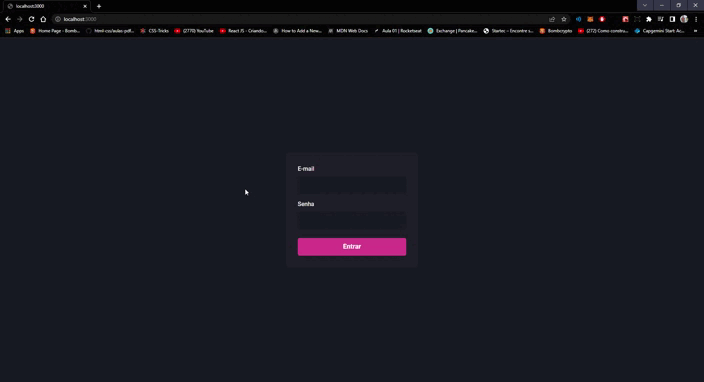 localhost:3000
localhost:3000
Apps Home Page - Bomb... html-css/aulas-pdf... CSS-Tricks (2770) YouTube React JS - Criando... How to Add a New... MDN Web Docs Aula 01 | Rocketseat Exchange | Pancake... Startec – Encontre s... Bombcrypto (272) Como constru... Capgemini Start: Ac... »
E-mail
Senha
Entrar